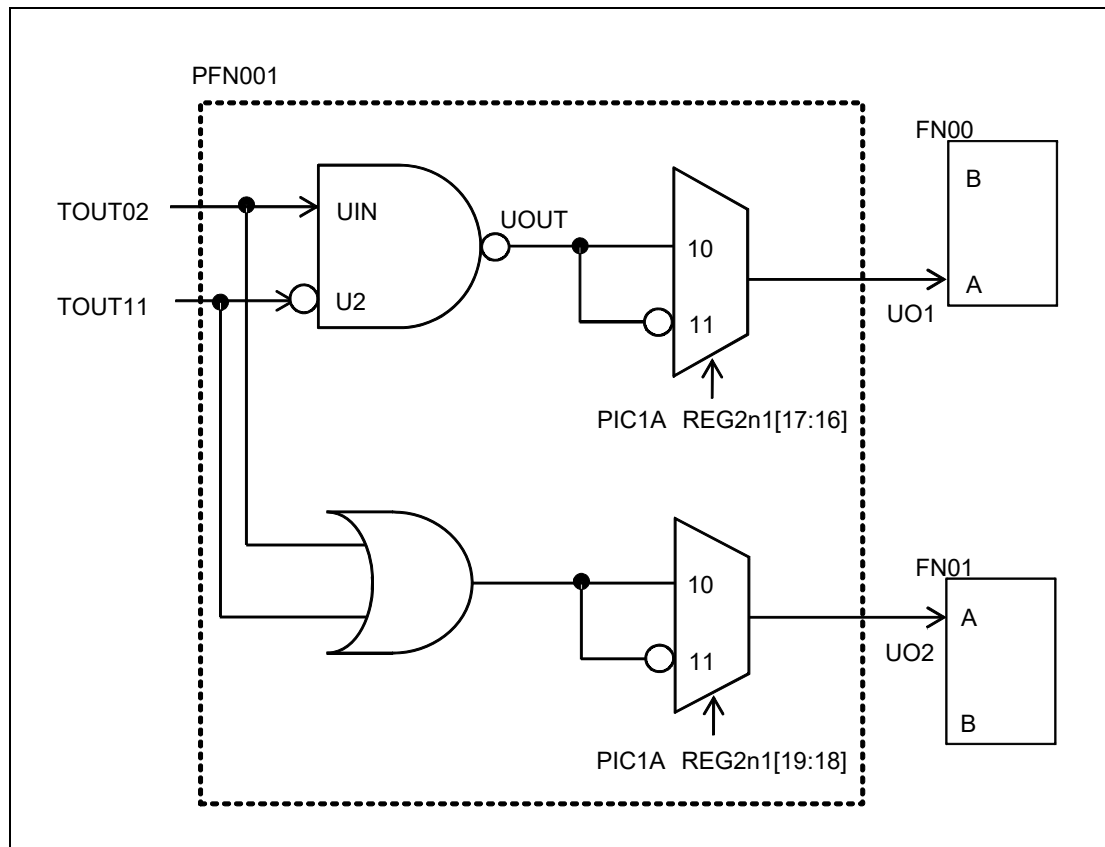 PFN001
FN00
B
TOUT02
UIN
UOUT
10
TOUT11
U2
A
UO1
11
PIC1A REG2n1[17:16]
FN01
10
A
UO2
11
B
PIC1A REG2n1[19:18]